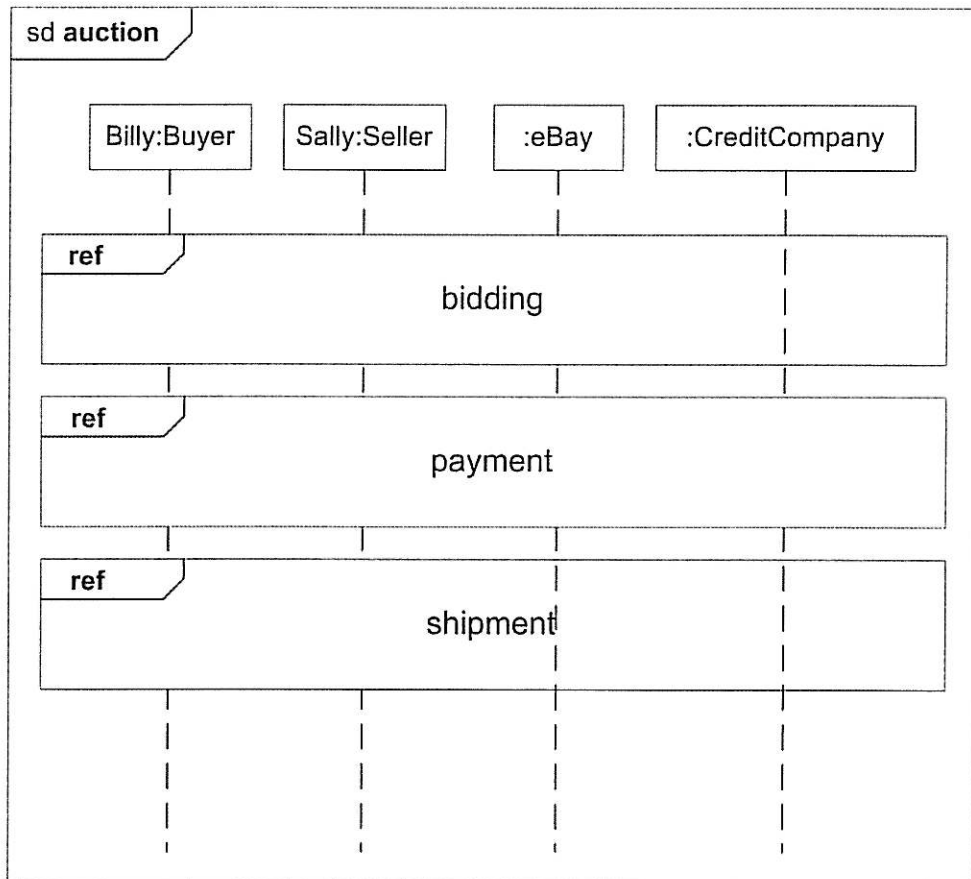 sd auction
Billy:Buyer
Sally:Seller
:eBay
:CreditCompany
ref
bidding
ref
payment
ref
shipment